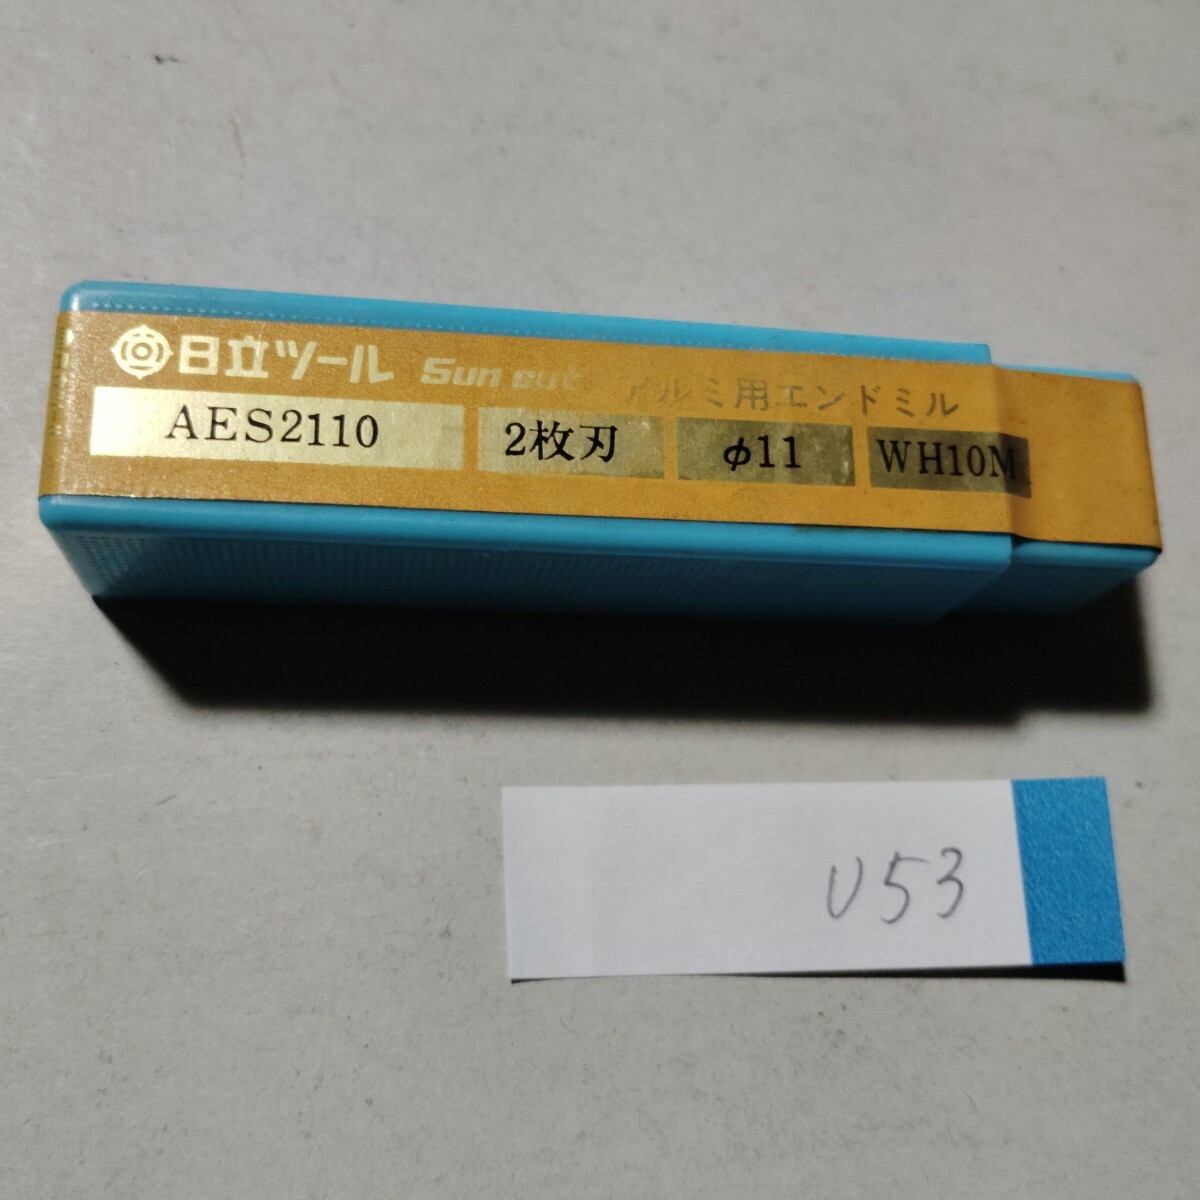 日立ツール Sun cut アルミ用エンドミル
AES2110 2枚刃 φ11 WH10M
U53